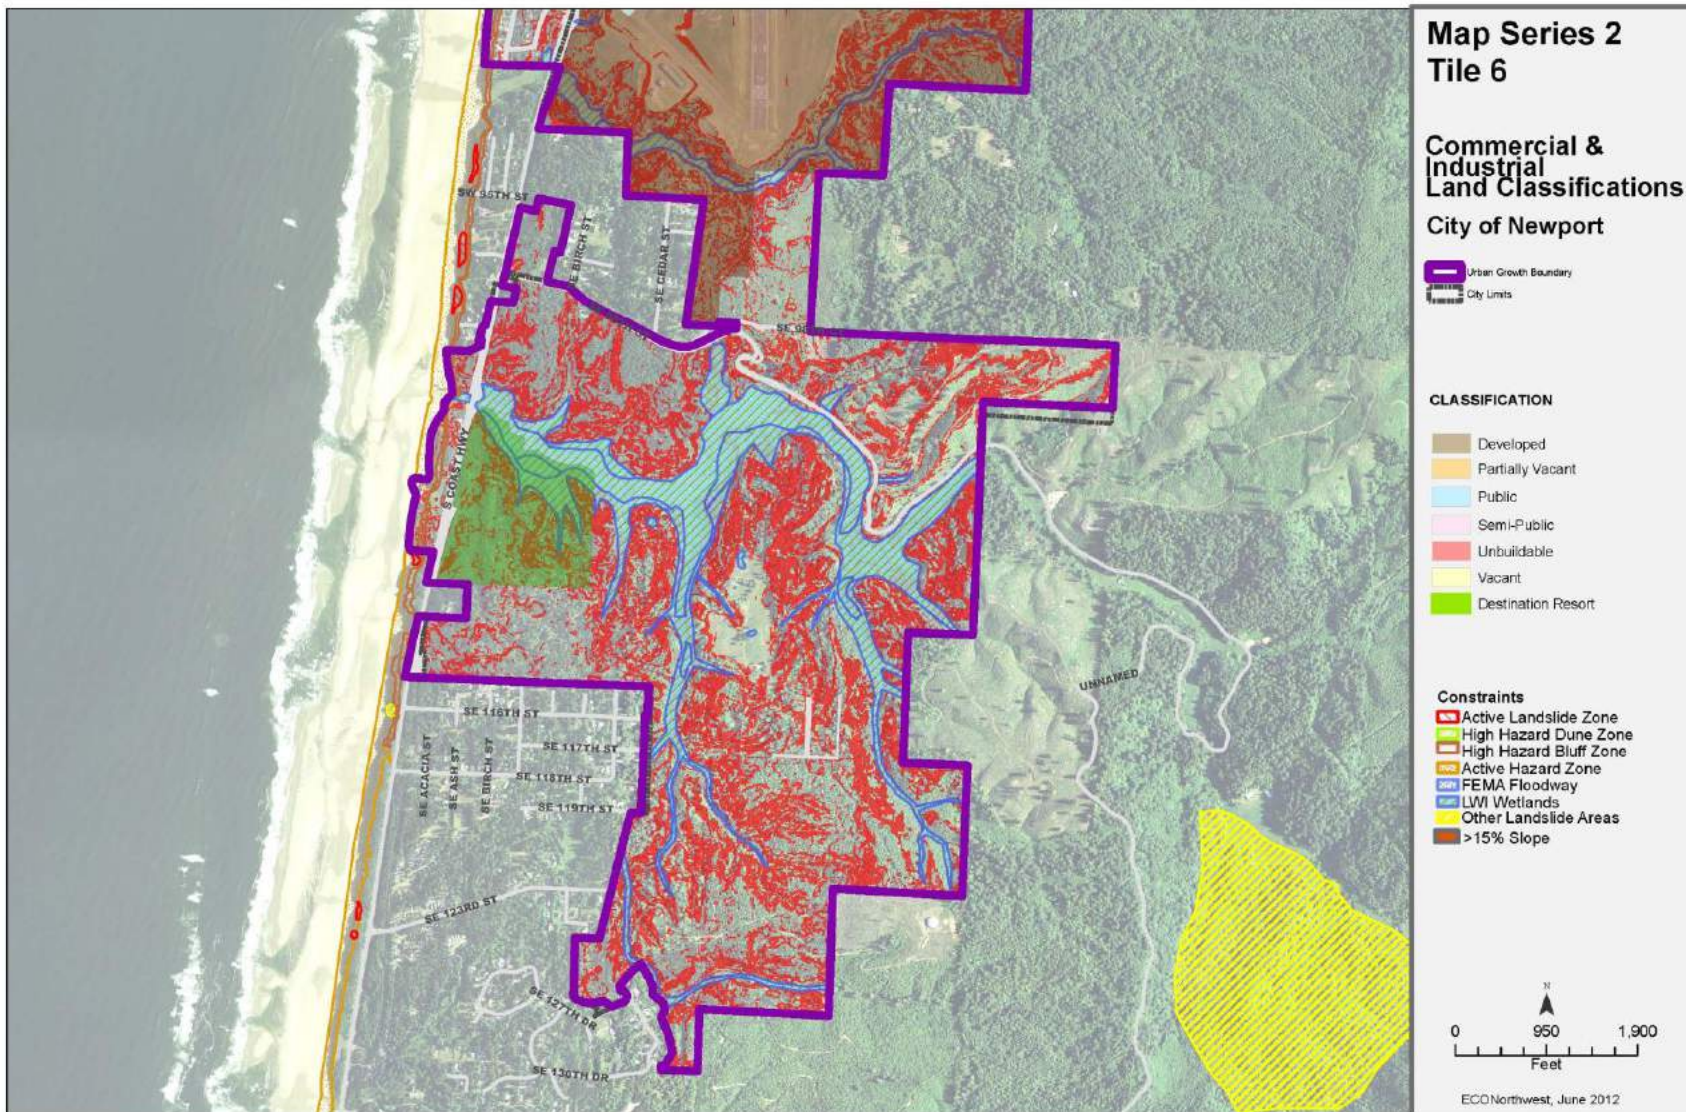 Map Series 2
Tile 6
Commercial &
Industrial
Land Classifications
City of Newport
Urban Growth Boundary
City Limits
CLASSIFICATION
Developed
Partially Vacant
Public
Semi-Public
Unbuildable
Vacant
Destination Resort
Constraints
Active Landslide Zone
High Hazard Dune Zone
High Hazard Bluff Zone
Active Hazard Zone
FEMA Floodway
LWI Wetlands
Other Landslide Areas
>15% Slope
N
0 950 1,900
Feet
ECONorthwest, June 2012
SW 95TH ST
SE BIRCH ST
SE CEDAR ST
S COAST HWY
UNNAMED
SE 116TH ST
SE 117TH ST
SE 118TH ST
SE 119TH ST
SE ACACIA ST
SE ASH ST
SE BIRCH ST
SE 123RD ST
SE 127TH DR
SE 130TH DR